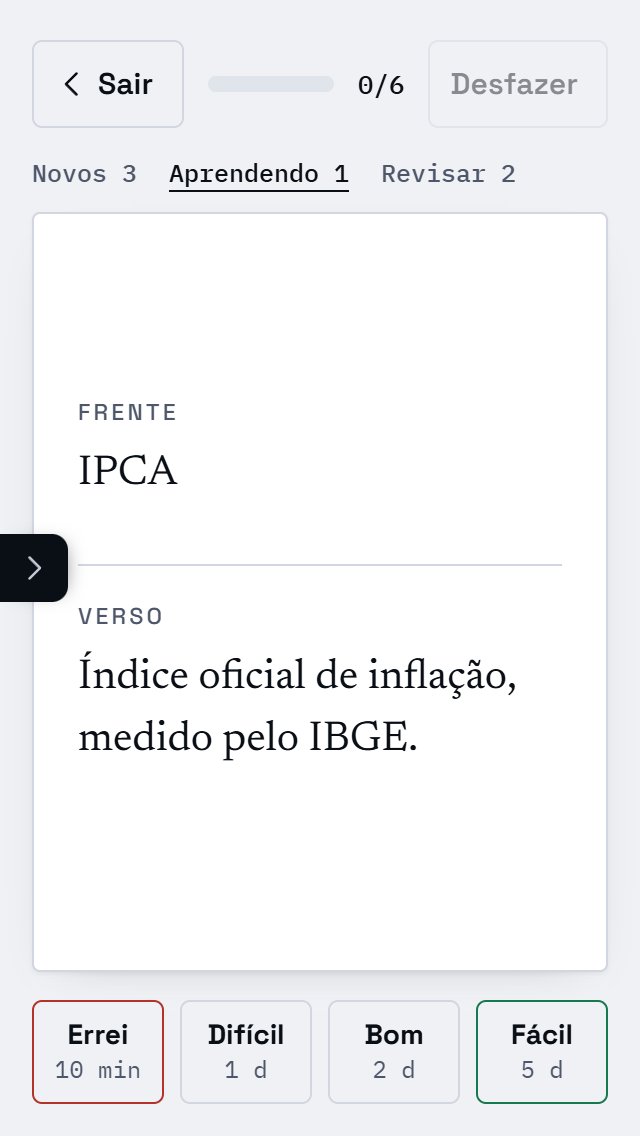 Sair
0/6
Desfazer
Novos 3
Aprendendo 1
Revisar 2
FRENTE
IPCA
VERSO
Índice oficial de inflação,
medido pelo IBGE.
Errei
10 min
Difícil
1 d
Bom
2 d
Fácil
5 d